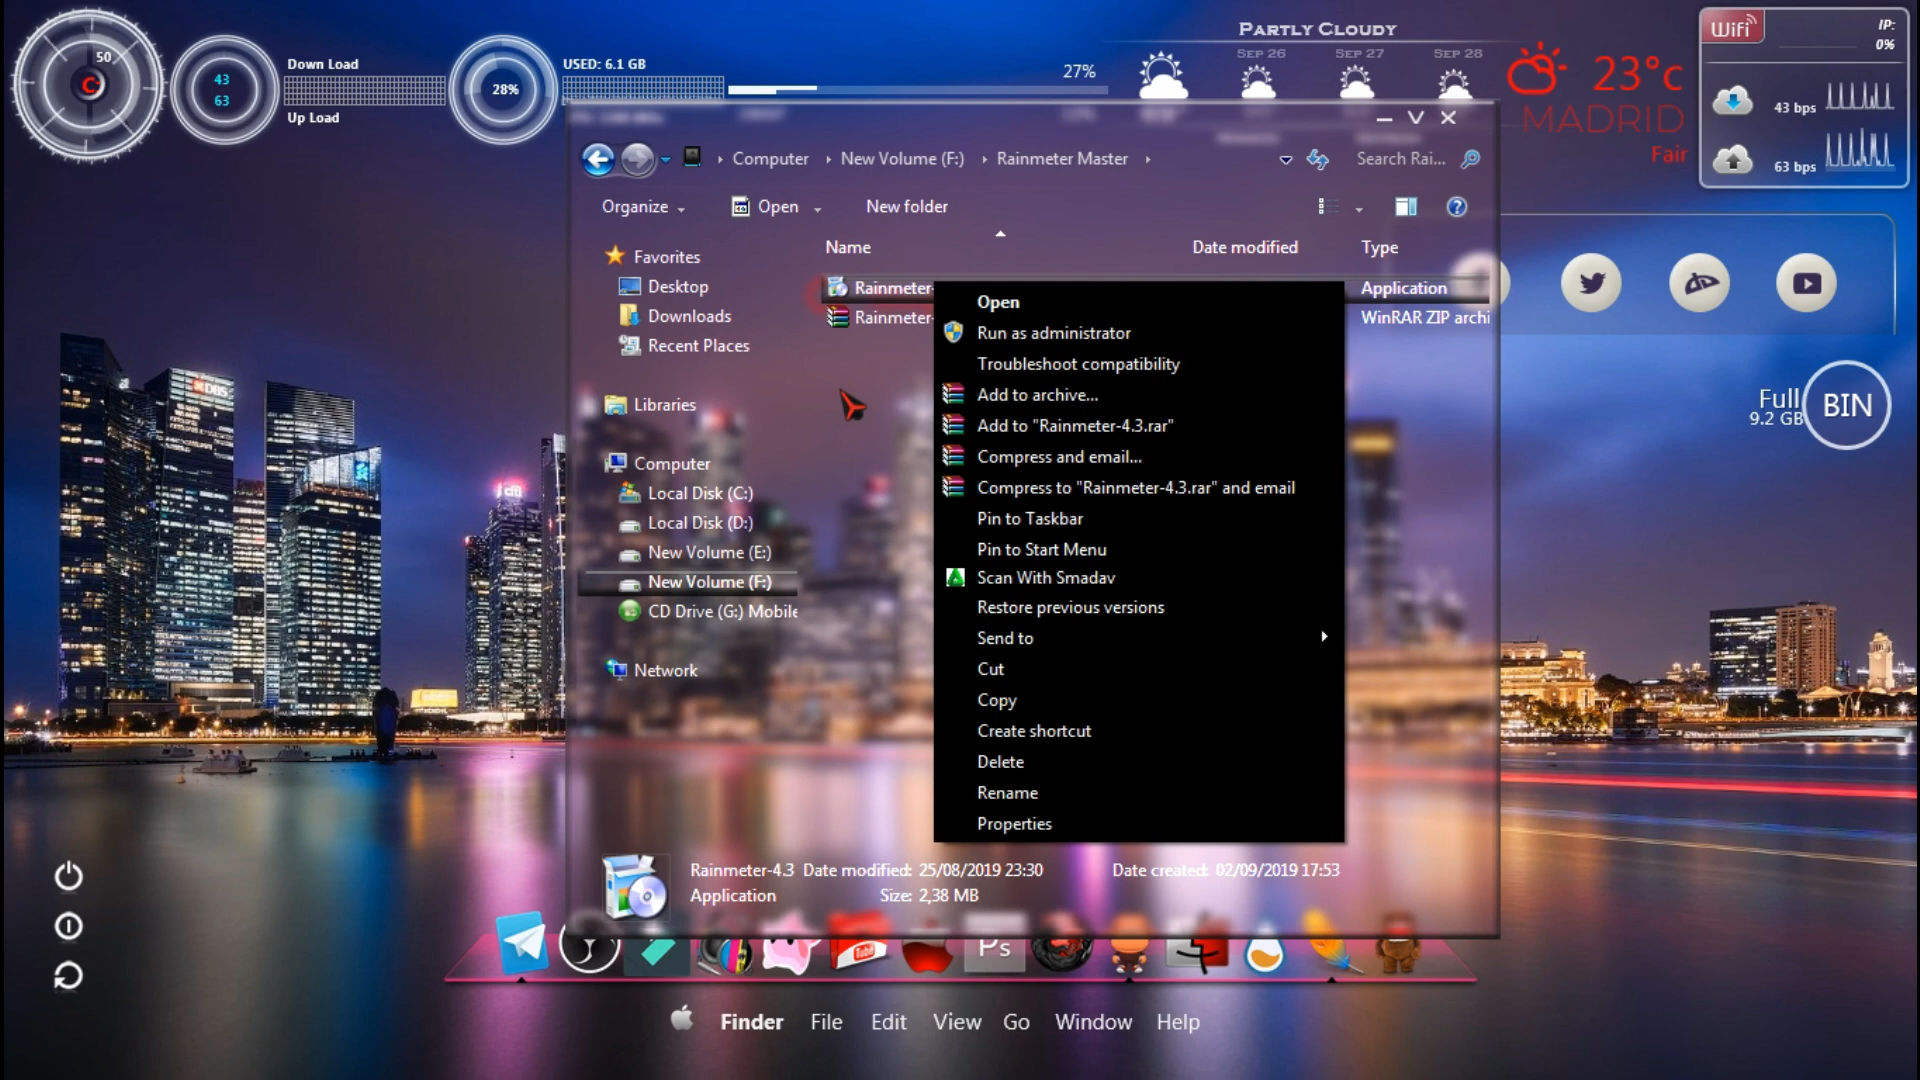 50
C:
43
63
Down Load
Up Load
28%
USED: 6.1 GB
27%
Partly Cloudy
Sep 26
Sep 27
Sep 28
23°c
MADRID
Fair
Wifi
IP:
0%
43 bps
63 bps
Computer
New Volume (F:)
Rainmeter Master
Search Rai...
Organize
Open
New folder
Name
Date modified
Type
Favorites
Desktop
Downloads
Recent Places
Libraries
Computer
Local Disk (C:)
Local Disk (D:)
New Volume (E:)
New Volume (F:)
CD Drive (G:) Mobile
Network
Rainmeter-
Application
Rainmeter-
WinRAR ZIP archi
Open
Run as administrator
Troubleshoot compatibility
Add to archive...
Add to "Rainmeter-4.3.rar"
Compress and email...
Compress to "Rainmeter-4.3.rar" and email
Pin to Taskbar
Pin to Start Menu
Scan With Smadav
Restore previous versions
Send to
Cut
Copy
Create shortcut
Delete
Rename
Properties
Full
9.2 GB
BIN
DBS
citi
Rainmeter-4.3 Date modified: 25/08/2019 23:30 Date created: 02/09/2019 17:53
Application Size: 2,38 MB
Tube
Ps
Finder File Edit View Go Window Help